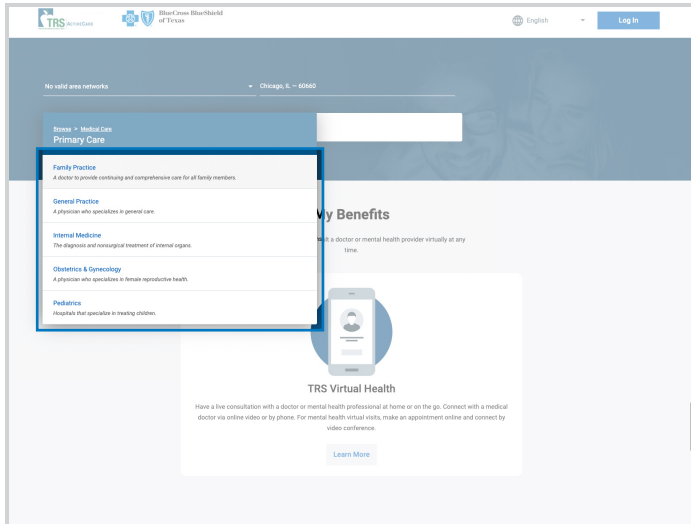 TRS ACTIVECARE
BlueCross BlueShield
of Texas
English
Log In
No valid area networks
Chicago, IL — 60660
Browse > Medical Care
Primary Care
Family Practice
A doctor to provide continuing and comprehensive care for all family members.
General Practice
A physician who specializes in general care.
Internal Medicine
The diagnosis and nonsurgical treatment of internal organs.
Obstetrics & Gynecology
A physician who specializes in female reproductive health.
Pediatrics
Hospitals that specialize in treating children.
My Benefits
a doctor or mental health provider virtually at any
time.
TRS Virtual Health
Have a live consultation with a doctor or mental health professional at home or on the go. Connect with a medical
doctor via online video or by phone. For mental health virtual visits, make an appointment online and connect by
video conference.
Learn More